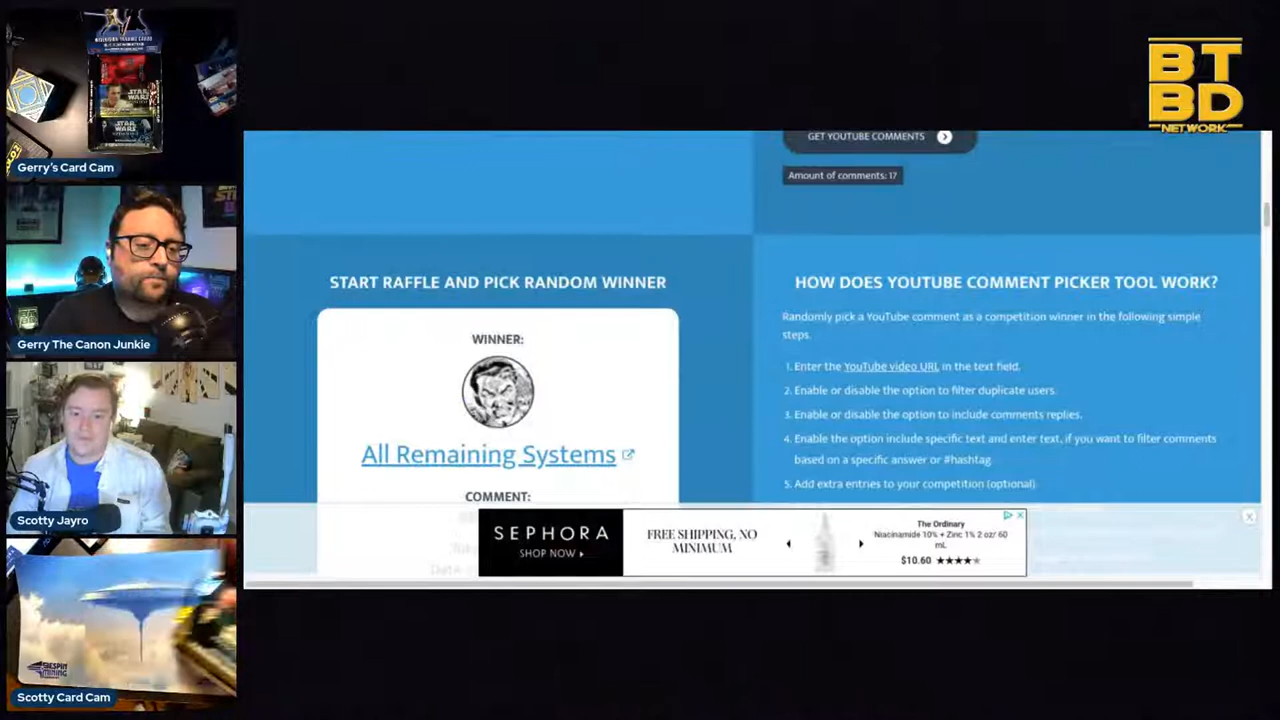 BT
BD
NETWORK
STAR
WARS
STAR
WARS
Gerry's Card Cam
Gerry The Canon Junkie
Scotty Jayro
BESPIN
MINING
Scotty Card Cam
GET YOUTUBE COMMENTS
Amount of comments: 17
START RAFFLE AND PICK RANDOM WINNER
WINNER:
All Remaining Systems
COMMENT:
HOW DOES YOUTUBE COMMENT PICKER TOOL WORK?
Randomly pick a YouTube comment as a competition winner in the following simple
steps.
1. Enter the YouTube video URL in the text field.
2. Enable or disable the option to filter duplicate users.
3. Enable or disable the option to include comments replies.
4. Enable the option include specific text and enter text, if you want to filter comments
based on a specific answer or #hashtag.
5. Add extra entries to your competition (optional)
SEPHORA
SHOP NOW
FREE SHIPPING, NO
MINIMUM
The Ordinary
Niacinamide 10% + Zinc 1% 2 oz/ 60
mL
$10.60